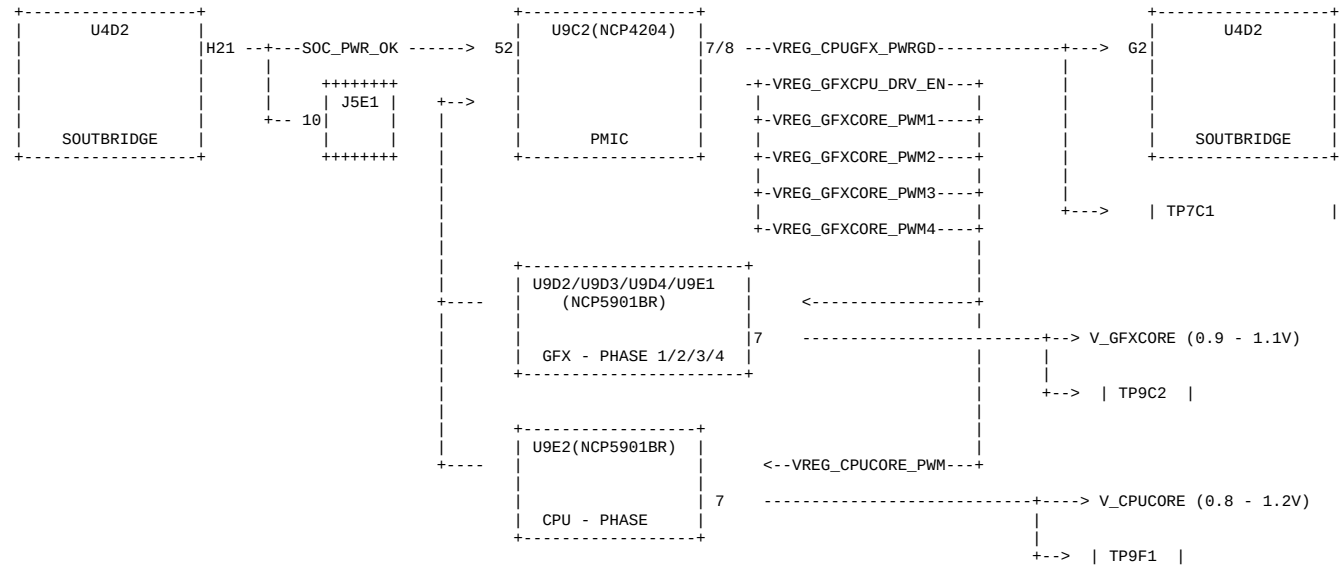 U4D2 U9C2(NCP4204) U4D2
H21 --+---SOC_PWR_OK ------> 52 7/8 ---VREG_CPUGFX_PWRGD--------------+---> G2
J5E1 +--> -+-VREG_GFXCPU_DRV_EN---+
+-- 10 +-VREG_GFXCORE_PWM1----+
SOUTBRIDGE PMIC SOUTBRIDGE
+-VREG_GFXCORE_PWM2----+
+-VREG_GFXCORE_PWM3----+
+---> | TP7C1 |
+-VREG_GFXCORE_PWM4----+
U9D2/U9D3/U9D4/U9E1
(NCP5901BR)
7 --------------------------+--> V_GFXCORE (0.9 - 1.1V)
GFX - PHASE 1/2/3/4
+--> | TP9C2 |
U9E2(NCP5901BR)
<--VREG_CPUCORE_PWM---+
7 -----------------------------+----> V_CPUCORE (0.8 - 1.2V)
CPU - PHASE
+--> | TP9F1 |